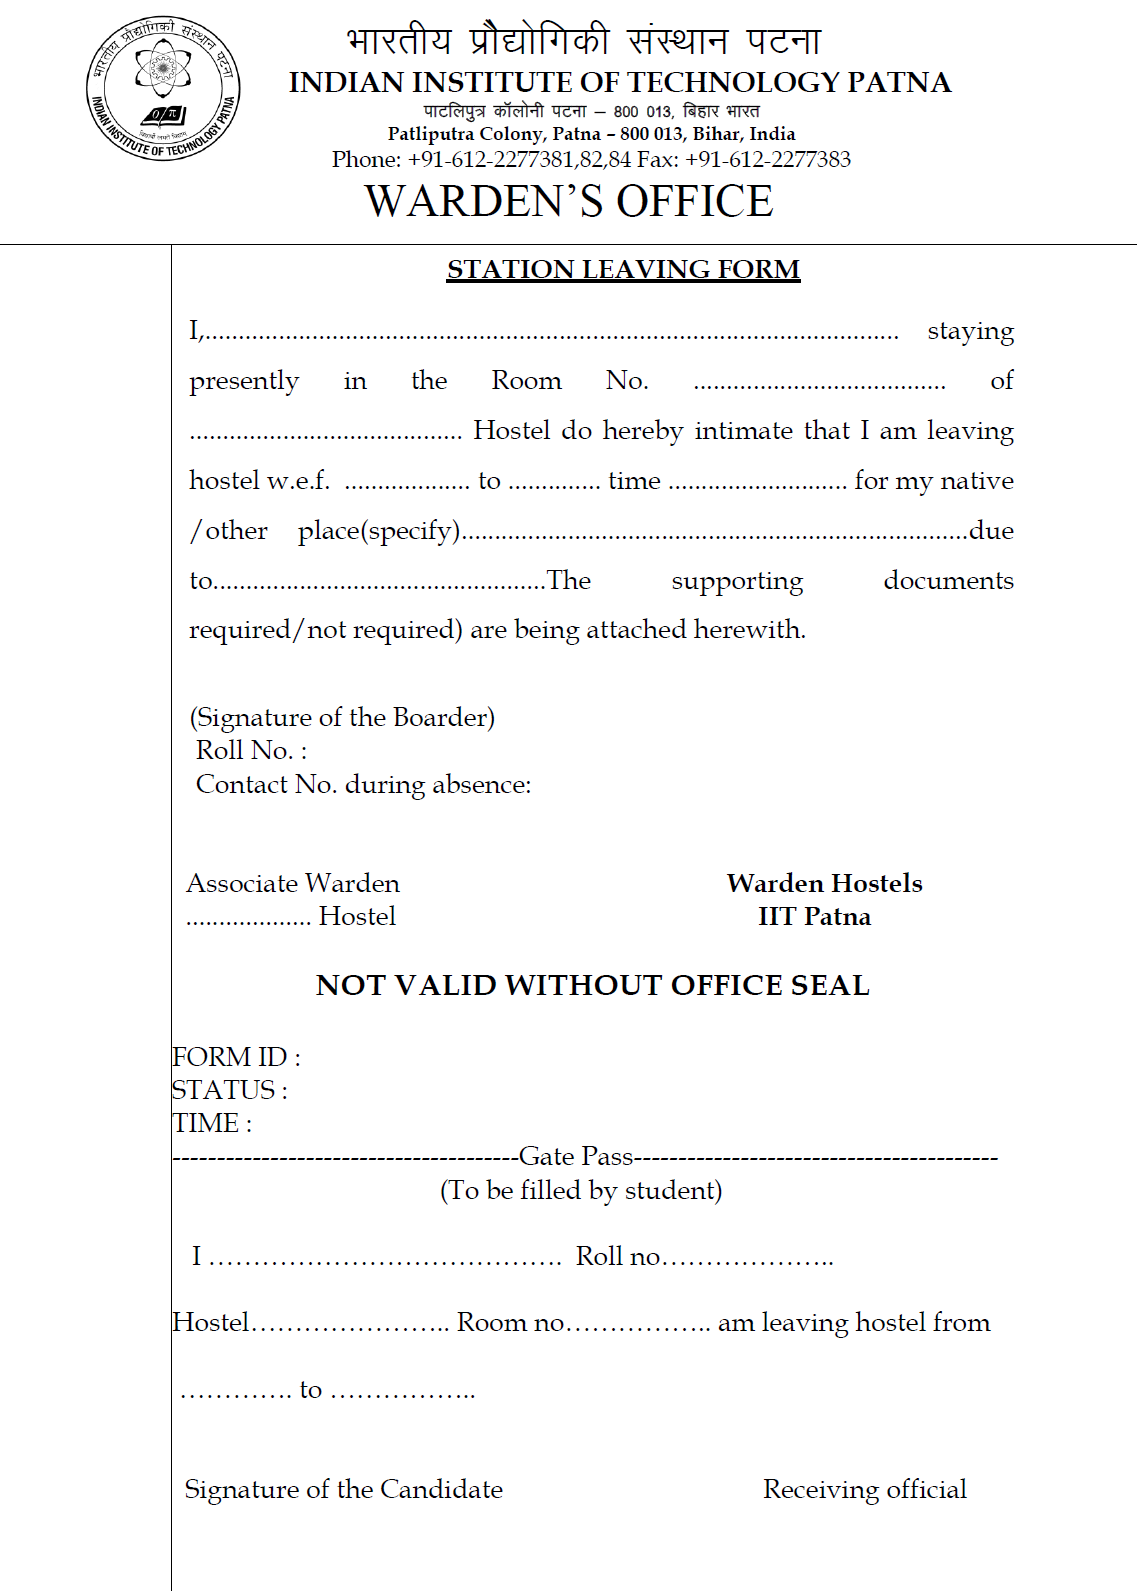 भारतीय प्रौद्योगिकी संस्थान पटना
INDIAN INSTITUTE OF TECHNOLOGY PATNA
o π
विद्यार्थी लभते विद्याम्
भारतीय प्रौद्योगिकी संस्थान पटना
INDIAN INSTITUTE OF TECHNOLOGY PATNA
पाटलिपुत्र कॉलोनी पटना – 800 013, बिहार भारत
Patliputra Colony, Patna – 800 013, Bihar, India
Phone: +91-612-2277381,82,84 Fax: +91-612-2277383
WARDEN’S OFFICE
STATION LEAVING FORM
I,........................................................................................................ staying
presently in the Room No. ...................................... of
......................................... Hostel do hereby intimate that I am leaving
hostel w.e.f. ................... to .............. time ........................... for my native
/other place(specify)............................................................................due
to..................................................The supporting documents
required/not required) are being attached herewith.
(Signature of the Boarder)
Roll No. :
Contact No. during absence:
Associate Warden Warden Hostels
................... Hostel IIT Patna
NOT VALID WITHOUT OFFICE SEAL
FORM ID :
STATUS :
TIME :
---------------------------------------Gate Pass-----------------------------------------
(To be filled by student)
I …………………………………. Roll no………………..
Hostel………………….. Room no…………….. am leaving hostel from
…………. to ……………..
Signature of the Candidate Receiving official